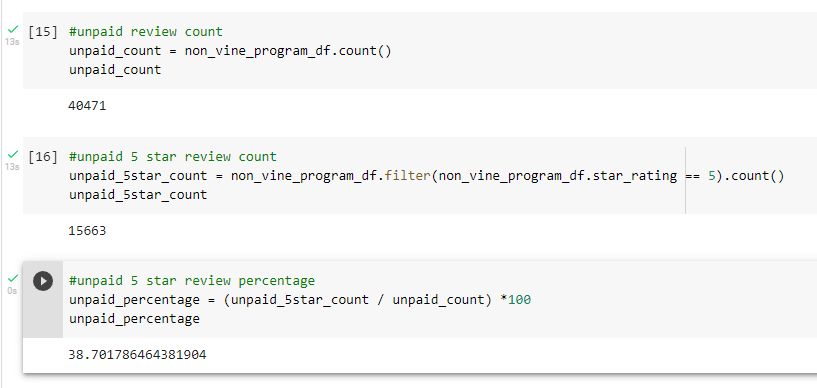 [15] #unpaid review count
13s
unpaid_count = non_vine_program_df.count()
unpaid_count
40471
[16] #unpaid 5 star review count
13s
unpaid_5star_count = non_vine_program_df.filter(non_vine_program_df.star_rating == 5).count()
unpaid_5star_count
15663
#unpaid 5 star review percentage
0s
unpaid_percentage = (unpaid_5star_count / unpaid_count) *100
unpaid_percentage
38.701786464381904